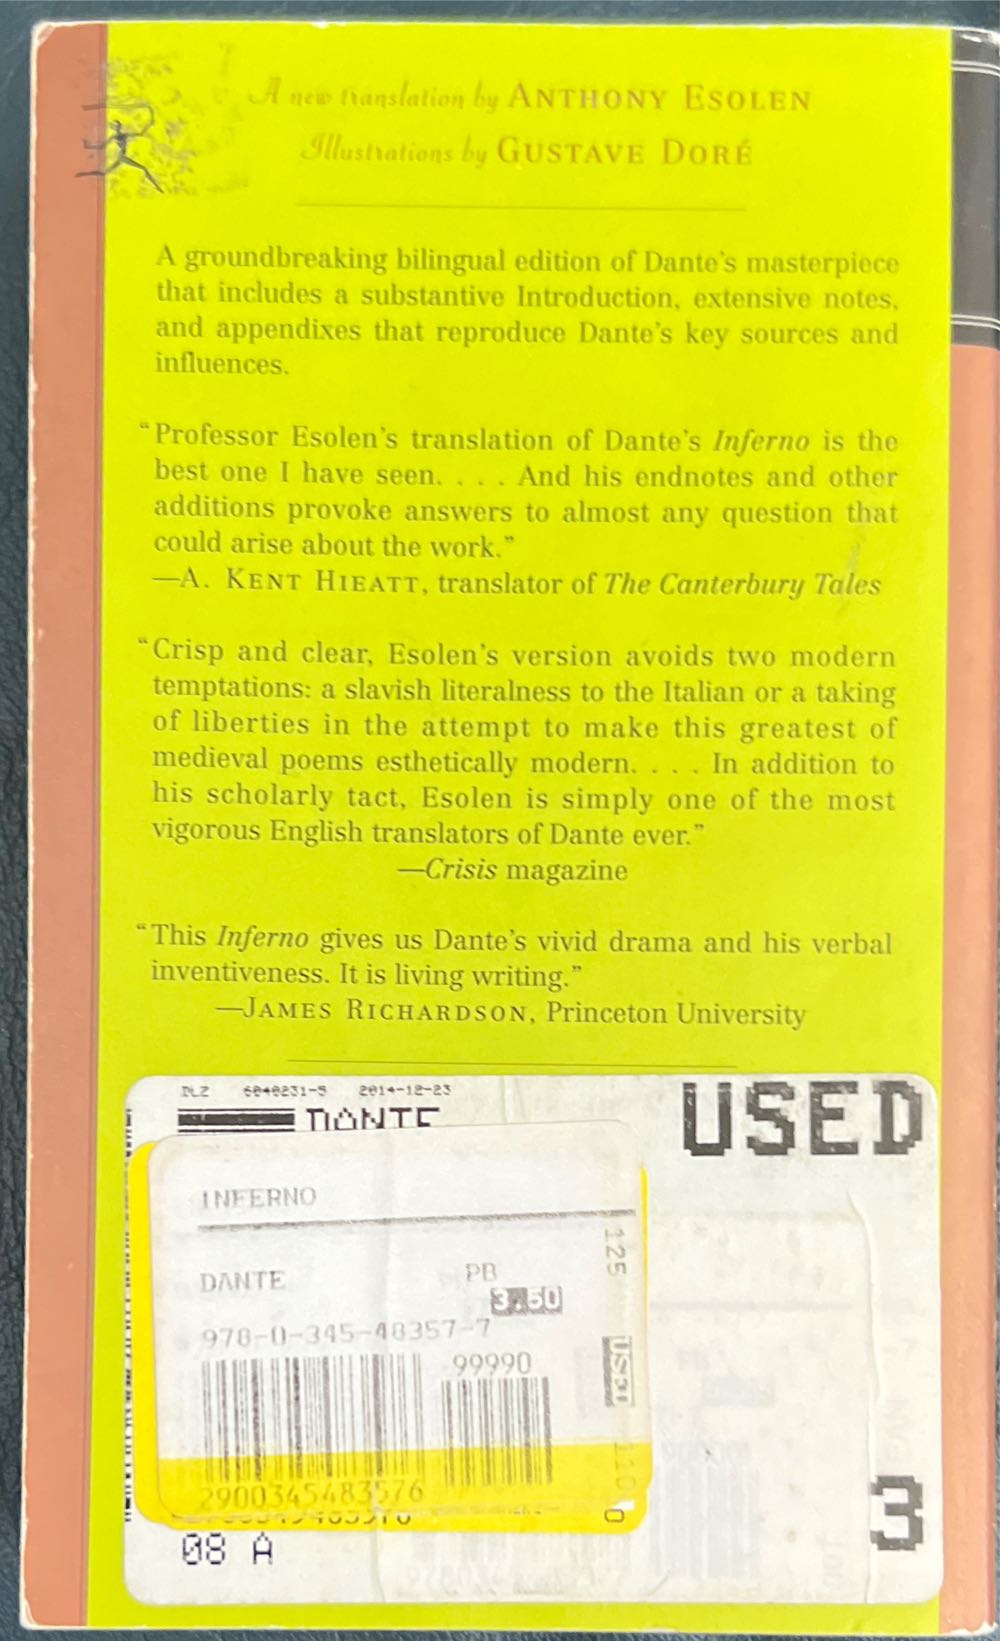 A new translation by ANTHONY ESOLEN
Illustrations by GUSTAVE DORÉ
A groundbreaking bilingual edition of Dante's masterpiece
that includes a substantive Introduction, extensive notes,
and appendixes that reproduce Dante's key sources and
influences.
“Professor Esolen's translation of Dante's Inferno is the
best one I have seen. . . . And his endnotes and other
additions provoke answers to almost any question that
could arise about the work.”
—A. KENT HIEATT, translator of The Canterbury Tales
“Crisp and clear, Esolen's version avoids two modern
temptations: a slavish literalness to the Italian or a taking
of liberties in the attempt to make this greatest of
medieval poems esthetically modern. . . . In addition to
his scholarly tact, Esolen is simply one of the most
vigorous English translators of Dante ever.”
—Crisis magazine
“This Inferno gives us Dante's vivid drama and his verbal
inventiveness. It is living writing.”
—JAMES RICHARDSON, Princeton University
6040231-5 2014-12-23
USED
DANTE
INFERNO
125
DANTE PB
3.50
978-0-345-48357-7
99990
2900345483576
08 A
3